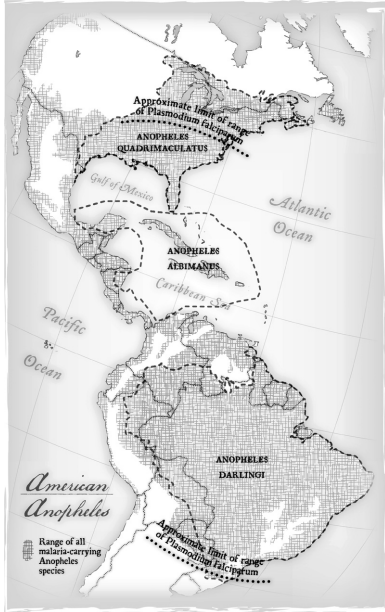 Approximate limit of range
of Plasmodium falciparum
ANOPHELES
QUADRIMACULATUS
Gulf of Mexico
Atlantic
Ocean
ANOPHELES
ALBIMANUS
Caribbean Sea
Pacific
Ocean
ANOPHELES
DARLINGI
American
Anopheles
Range of all
malaria-carrying
Anopheles
species
Approximate limit of range
of Plasmodium falciparum